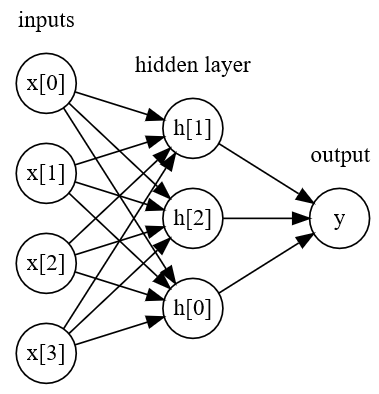 inputs
x[0]
x[1]
x[2]
x[3]
hidden layer
h[1]
h[2]
h[0]
output
y